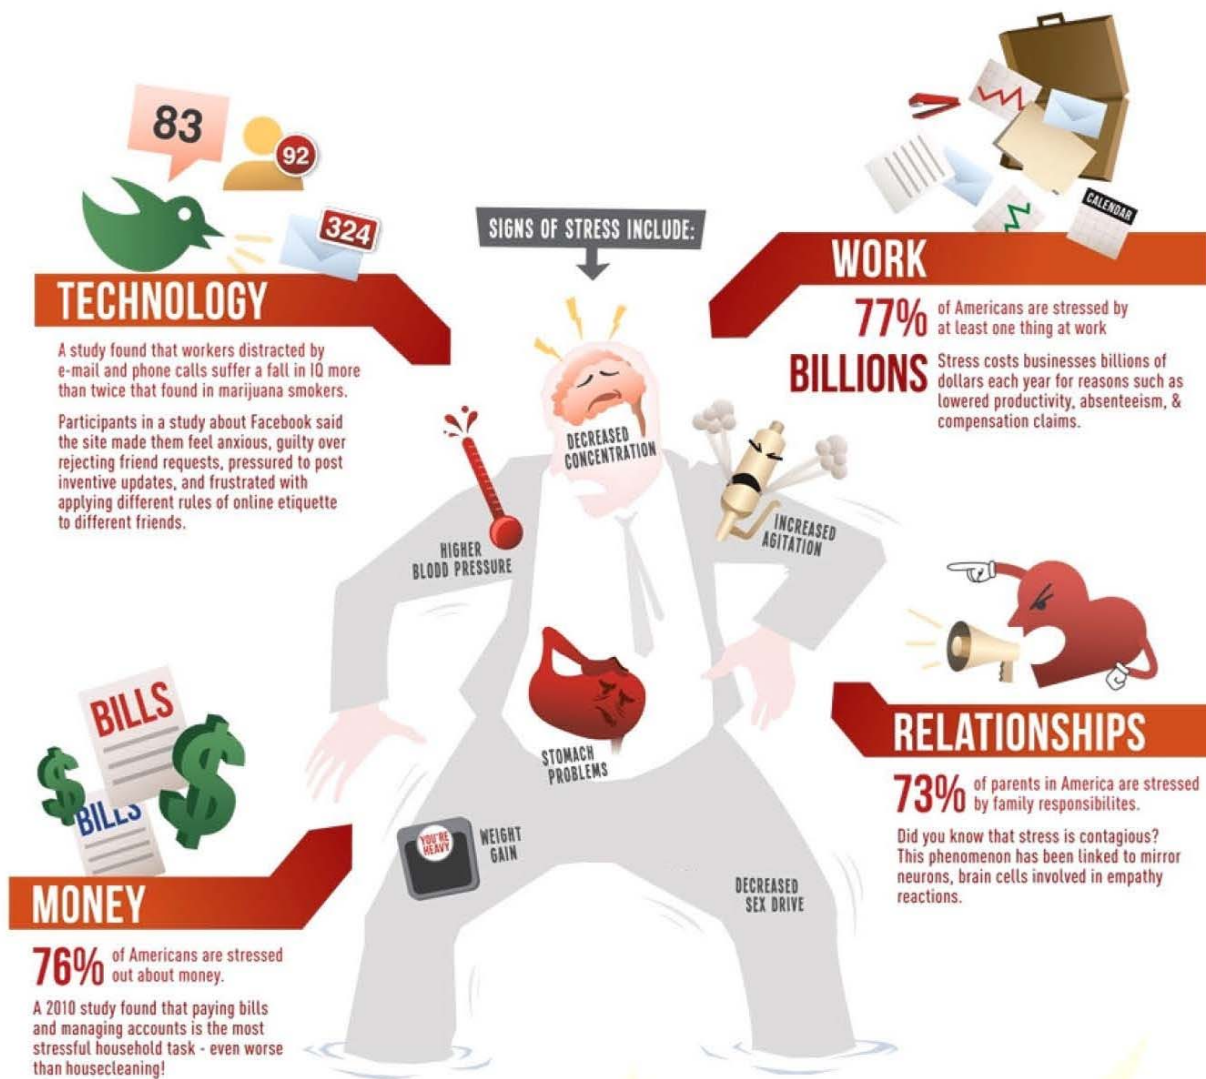 83
92
324
TECHNOLOGY
A study found that workers distracted by
e-mail and phone calls suffer a fall in IQ more
than twice that found in marijuana smokers.
Participants in a study about Facebook said
the site made them feel anxious, guilty over
rejecting friend requests, pressured to post
inventive updates, and frustrated with
applying different rules of online etiquette
to different friends.
SIGNS OF STRESS INCLUDE:
DECREASED
CONCENTRATION
HIGHER
BLODD PRESSURE
INCREASED
AGITATION
STOMACH
PROBLEMS
YOU'RE
HEAVY
WEIGHT
GAIN
DECREASED
SEX DRIVE
CALENDAR
WORK
77% of Americans are stressed by
at least one thing at work
BILLIONS Stress costs businesses billions of
dollars each year for reasons such as
lowered productivity, absenteeism, &
compensation claims.
RELATIONSHIPS
73% of parents in America are stressed
by family responsibilites.
Did you know that stress is contagious?
This phenomenon has been linked to mirror
neurons, brain cells involved in empathy
reactions.
BILLS
$
$
BILLS
MONEY
76% of Americans are stressed
out about money.
A 2010 study found that paying bills
and managing accounts is the most
stressful household task - even worse
than housecleaning!